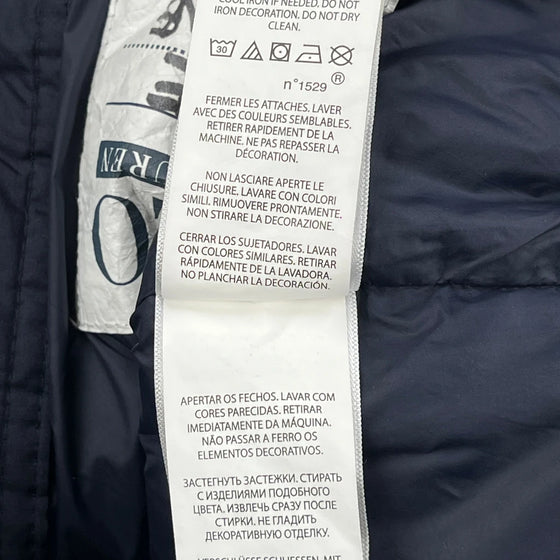 COOL IRON IF NEEDED. DO NOT
IRON DECORATION. DO NOT DRY
CLEAN.
30
n°1529 ®
FERMER LES ATTACHES. LAVER
AVEC DES COULEURS SEMBLABLES.
RETIRER RAPIDEMENT DE LA
MACHINE. NE PAS REPASSER LA
DÉCORATION.
NON LASCIARE APERTE LE
CHIUSURE. LAVARE CON COLORI
SIMILI. RIMUOVERE PRONTAMENTE.
NON STIRARE LA DECORAZIONE.
CERRAR LOS SUJETADORES. LAVAR
CON COLORES SIMILARES. RETIRAR
RÁPIDAMENTE DE LA LAVADORA.
NO PLANCHAR LA DECORACIÓN.
APERTAR OS FECHOS. LAVAR COM
CORES PARECIDAS. RETIRAR
IMEDIATAMENTE DA MÁQUINA.
NÃO PASSAR A FERRO OS
ELEMENTOS DECORATIVOS.
ЗАСТЕГНУТЬ ЗАСТЕЖКИ. СТИРАТЬ
С ИЗДЕЛИЯМИ ПОДОБНОГО
ЦВЕТА. ИЗВЛЕЧЬ СРАЗУ ПОСЛЕ
СТИРКИ. НЕ ГЛАДИТЬ
ДЕКОРАТИВНУЮ ОТДЕЛКУ.
VERSCHLÜSSE SCHLIESSEN. MIT
UREN